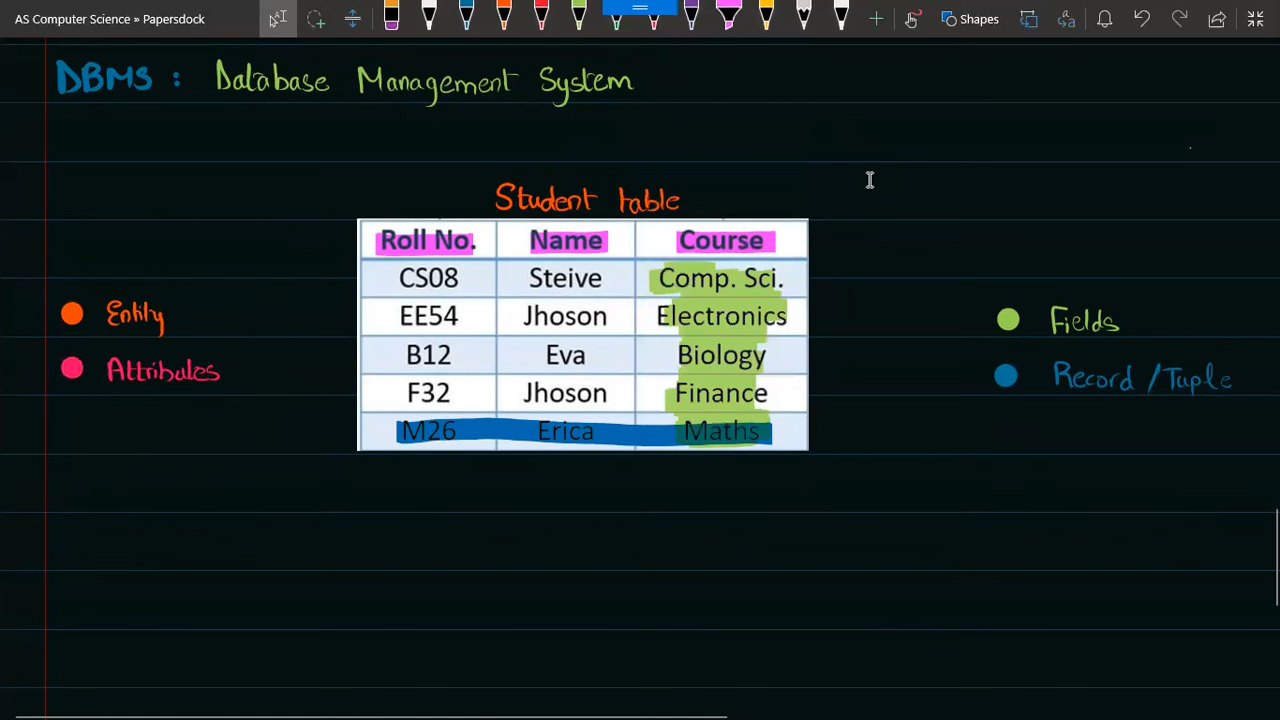 AS Computer Science » Papersdock
Shapes
DBMS : Database Management System
Student table
Roll No. Name Course
CS08 Steive Comp. Sci.
EE54 Jhoson Electronics
B12 Eva Biology
F32 Jhoson Finance
M26 Erica Maths
Entity
Attributes
Fields
Record / Tuple